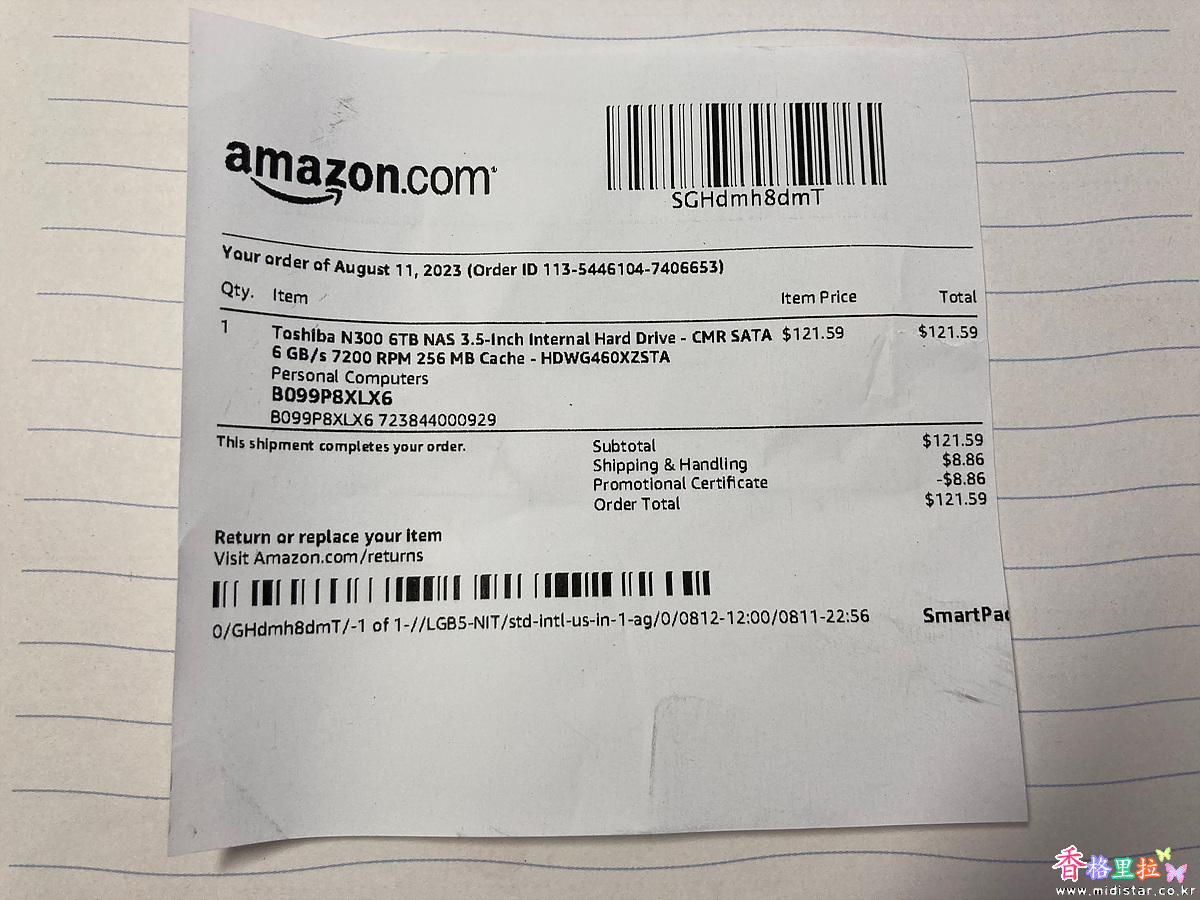 amazon.com
SGHdmh8dmT
Your order of August 11, 2023 (Order ID 113-5446104-7406653)
Qty. Item Item Price Total
1 Toshiba N300 6TB NAS 3.5-Inch Internal Hard Drive - CMR SATA $121.59 $121.59
6 GB/s 7200 RPM 256 MB Cache - HDWG460XZSTA
Personal Computers
B099P8XLX6
B099P8XLX6 723844000929
This shipment completes your order. Subtotal $121.59
Shipping & Handling $8.86
Promotional Certificate -$8.86
Order Total $121.59
Return or replace your item
Visit Amazon.com/returns
0/GHdmh8dmT/-1 of 1-//LGB5-NIT/std-intl-us-in-1-ag/0/0812-12:00/0811-22:56 SmartPac
香格里拉
www.midistar.co.kr